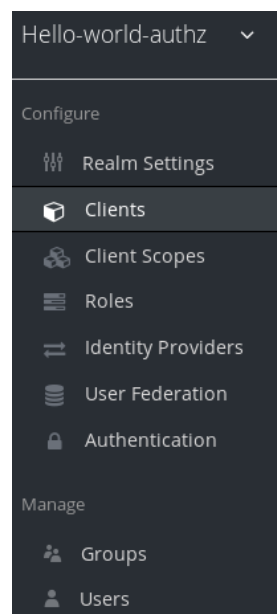 Hello-world-authz
Configure
Realm Settings
Clients
Client Scopes
Roles
Identity Providers
User Federation
Authentication
Manage
Groups
Users